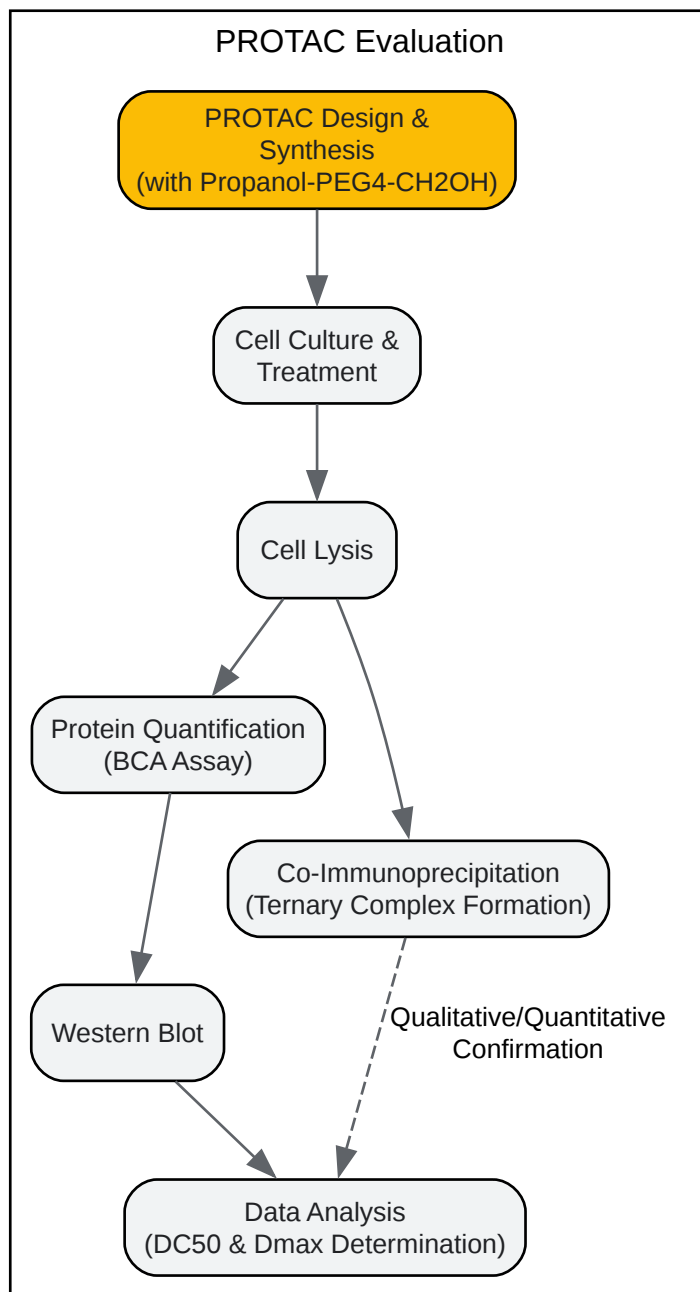 PROTAC Evaluation
PROTAC Design &
Synthesis
(with Propanol-PEG4-CH2OH)
Cell Culture &
Treatment
Cell Lysis
Protein Quantification
(BCA Assay)
Co-Immunoprecipitation
(Ternary Complex Formation)
Western Blot
Qualitative/Quantitative
Confirmation
Data Analysis
(DC50 & Dmax Determination)